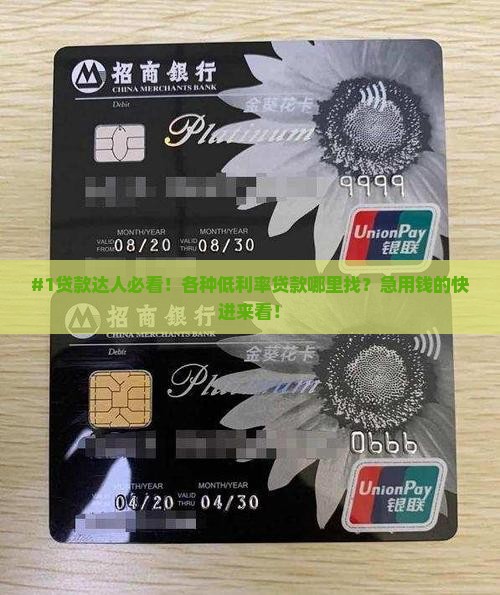 招商銀行
CHINA MERCHANTS BANK
Debit
金葵花卡
Platinum
9999
MONTH/YEAR MONTH/YEAR
VALID FROM 08/20 VALID THRU 08/30
UnionPay
银联
#1贷款达人必看！各种低利率贷款哪里找？急用钱的快
进来看！
招商銀行
CHINA MERCHANTS BANK
Debit
金葵花卡
Platinum
0666
MONTH/YEAR MONTH/YEAR
04/20 VALID THRU 04/30
UnionPay
银联